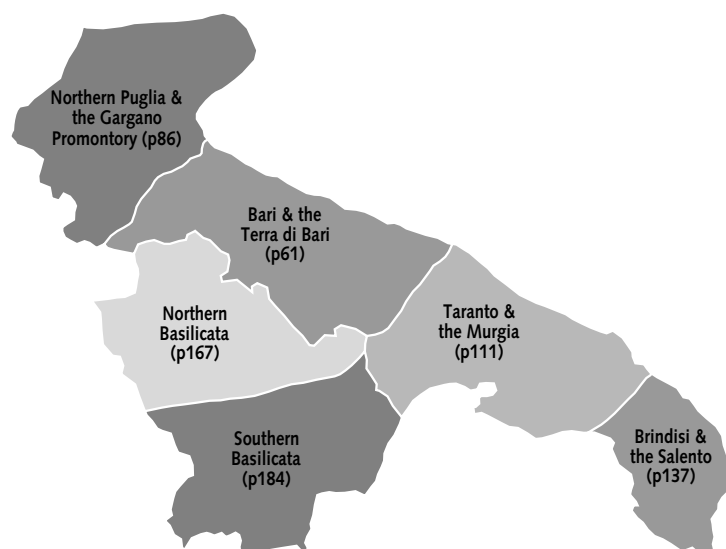 Northern Puglia &
the Gargano
Promontory (p86)
Bari & the
Terra di Bari
(p61)
Northern
Basilicata
(p167)
Taranto &
the Murgia
(p111)
Southern
Basilicata
(p184)
Brindisi &
the Salento
(p137)